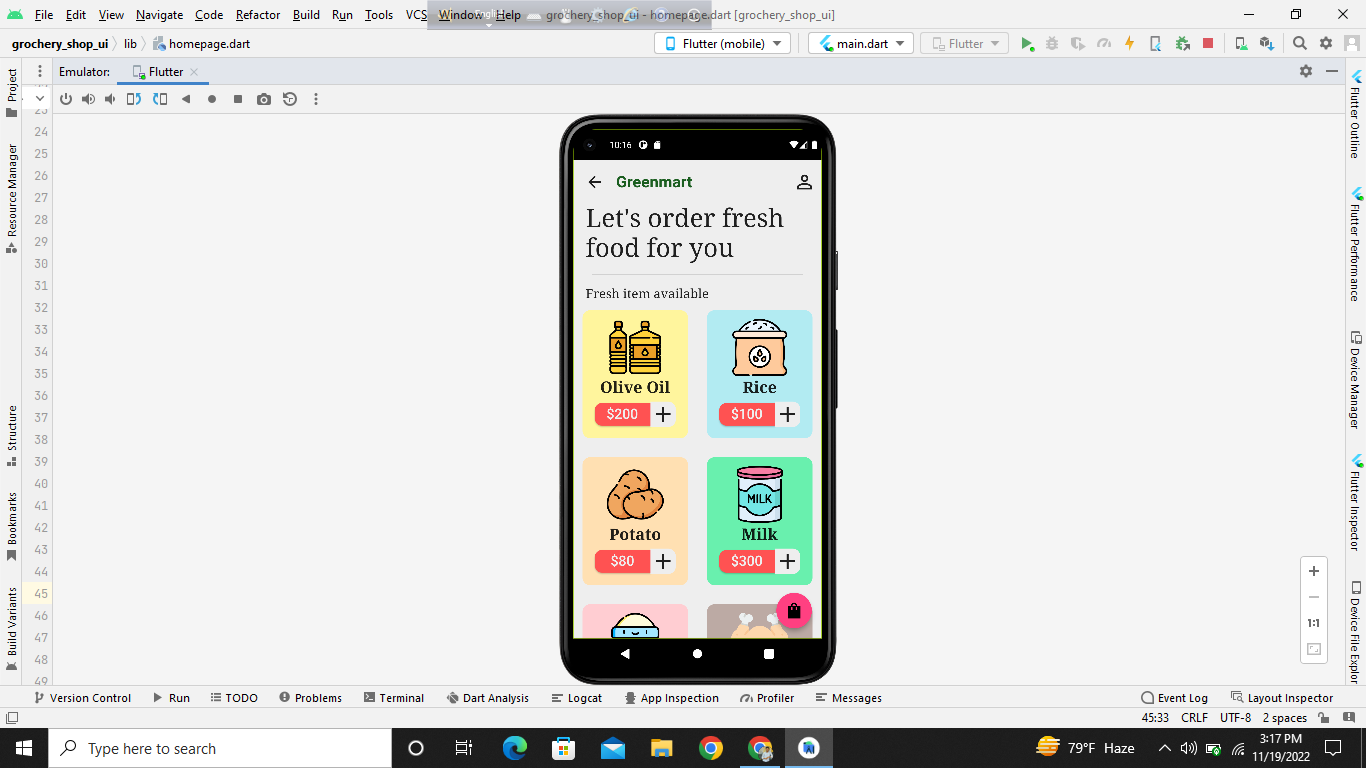 File Edit View Navigate Code Refactor Build Run Tools VCS Window Help grochery_shop_ui - homepage.dart [grochery_shop_ui]
English
grochery_shop_ui lib homepage.dart Flutter (mobile) main.dart Flutter
Emulator: Flutter
Project
Resource Manager
Structure
Bookmarks
Build Variants
23
24
25
26
27
28
29
30
31
32
33
34
35
36
37
38
39
40
41
42
43
44
45
46
47
48
49
10:16
Greenmart
Let's order fresh
food for you
Fresh item available
Olive Oil Rice
$200 + $100 +
MILK
Potato Milk
$80 + $300 +
Flutter Outline
Flutter Performance
Device Manager
Flutter Inspector
Device File Explor
+
−
1:1
Version Control Run TODO Problems Terminal Dart Analysis Logcat App Inspection Profiler Messages Event Log Layout Inspector
45:33 CRLF UTF-8 2 spaces
Type here to search 79°F Haze 3:17 PM
11/19/2022